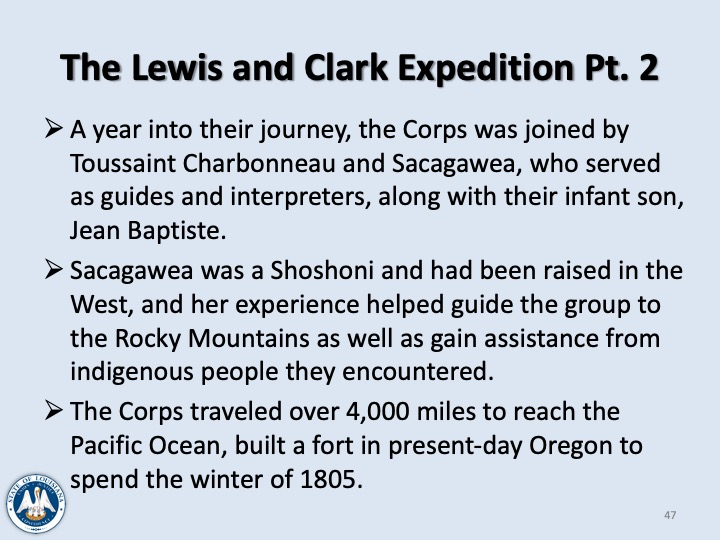 The Lewis and Clark Expedition Pt. 2
➢ A year into their journey, the Corps was joined by
Toussaint Charbonneau and Sacagawea, who served
as guides and interpreters, along with their infant son,
Jean Baptiste.
➢ Sacagawea was a Shoshoni and had been raised in the
West, and her experience helped guide the group to
the Rocky Mountains as well as gain assistance from
indigenous people they encountered.
➢ The Corps traveled over 4,000 miles to reach the
Pacific Ocean, built a fort in present-day Oregon to
spend the winter of 1805.
STATE OF LOUISIANA
CONFIDENCE
47